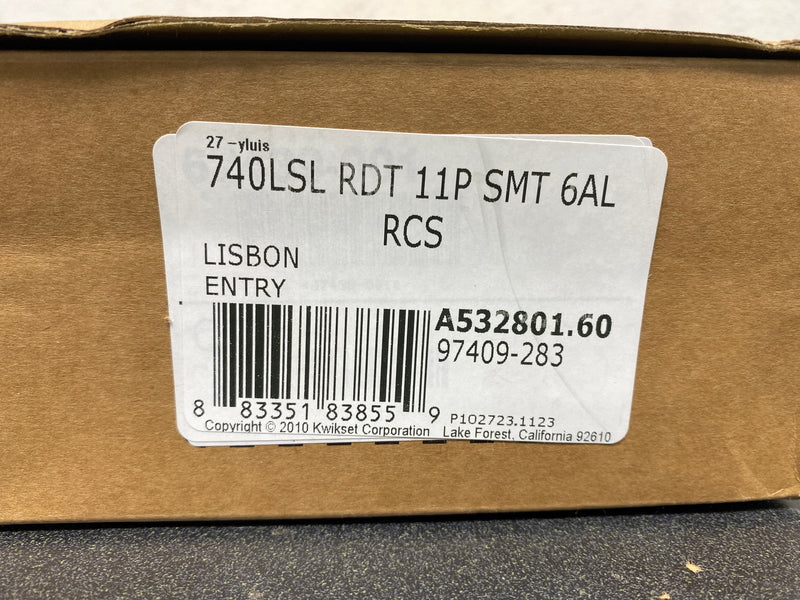 27 -yluis
740LSL RDT 11P SMT 6AL
RCS
LISBON
ENTRY
A532801.60
97409-283
8 83351 83855 9
P102723.1123
Copyright © 2010 Kwikset Corporation Lake Forest, California 92610